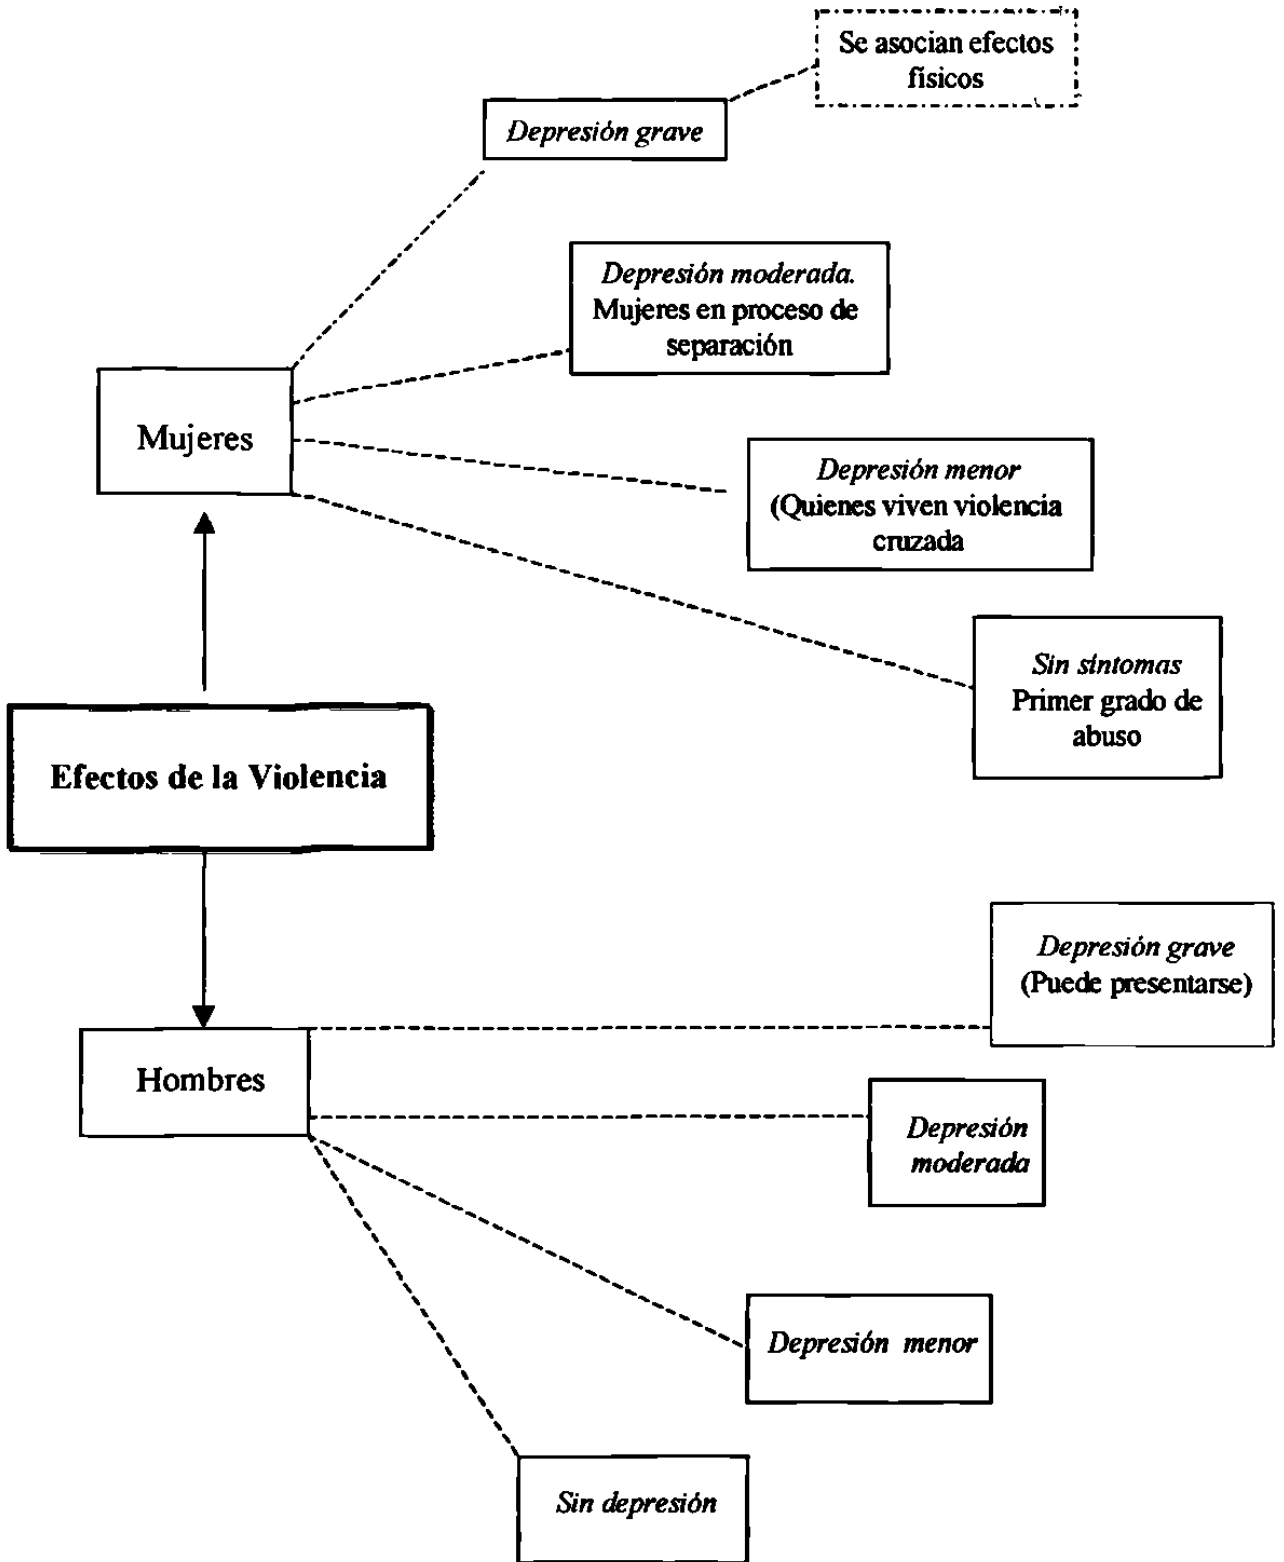 Se asocian efectos
físicos
Depresión grave
Depresión moderada.
Mujeres en proceso de
separación
Mujeres
Depresión menor
(Quienes viven violencia
cruzada
Sin síntomas
Primer grado de
abuso
Efectos de la Violencia
Depresión grave
(Puede presentarse)
Hombres
Depresión
moderada
Depresión menor
Sin depresión